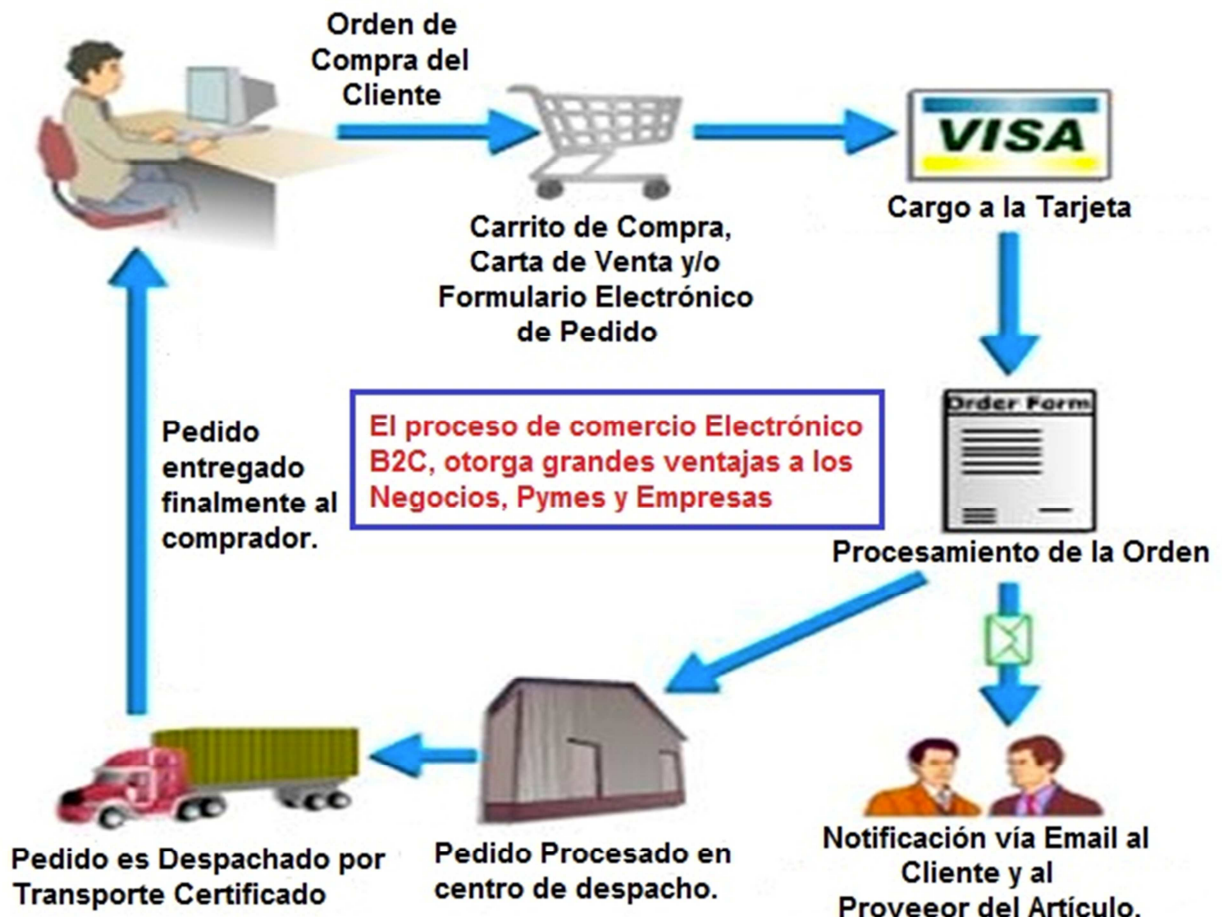 Orden de
Compra del
Cliente
VISA
Cargo a la Tarjeta
Carrito de Compra,
Carta de Venta y/o
Formulario Electrónico
de Pedido
Order Form
Procesamiento de la Orden
El proceso de comercio Electrónico
B2C, otorga grandes ventajas a los
Negocios, Pymes y Empresas
Pedido
entregado
finalmente al
comprador.
Notificación vía Email al
Cliente y al
Proveeor del Artículo.
Pedido Procesado en
centro de despacho.
Pedido es Despachado por
Transporte Certificado